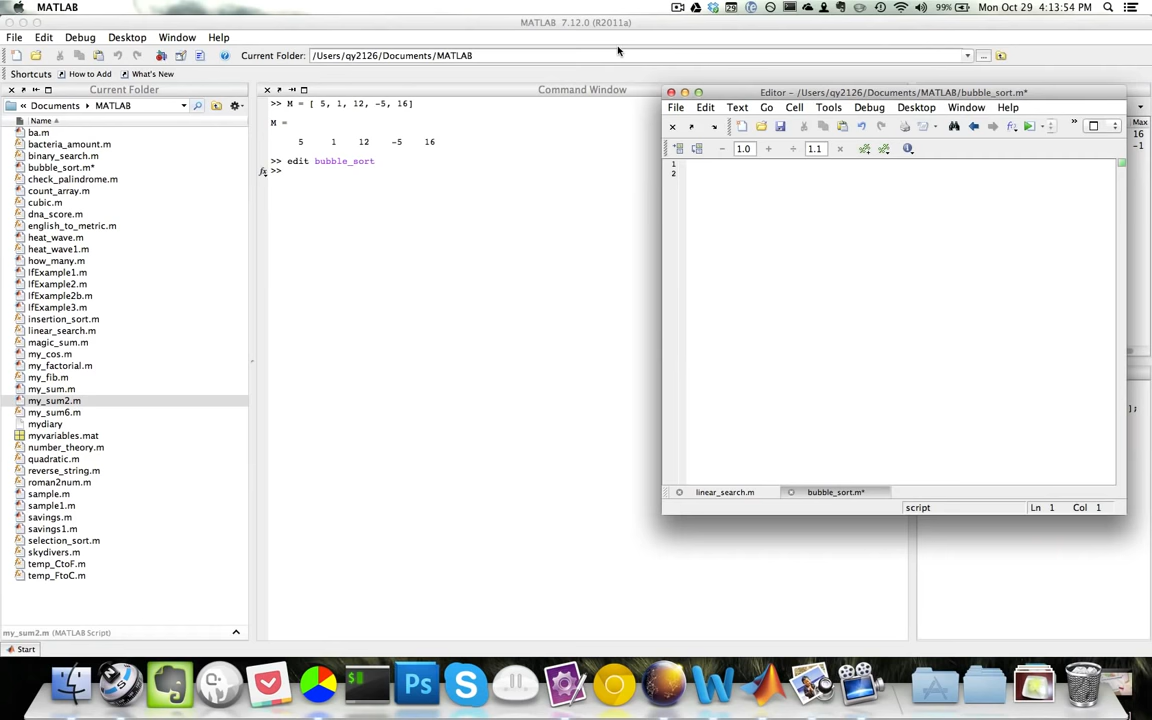 MATLAB
99%
Mon Oct 29 4:13:54 PM
MATLAB 7.12.0 (R2011a)
File Edit Debug Desktop Window Help
Current Folder: /Users/qy2126/Documents/MATLAB
Shortcuts How to Add What's New
Current Folder
Documents MATLAB
Name
ba.m
bacteria_amount.m
binary_search.m
bubble_sort.m*
check_palindrome.m
count_array.m
cubic.m
dna_score.m
english_to_metric.m
heat_wave.m
heat_wave1.m
how_many.m
IfExample1.m
IfExample2.m
IfExample2b.m
IfExample3.m
insertion_sort.m
linear_search.m
magic_sum.m
my_cos.m
my_factorial.m
my_fib.m
my_sum.m
my_sum2.m
my_sum6.m
mydiary
myvariables.mat
number_theory.m
quadratic.m
reverse_string.m
roman2num.m
sample.m
sample1.m
savings.m
savings1.m
selection_sort.m
skydivers.m
temp_CtoF.m
temp_FtoC.m
my_sum2.m (MATLAB Script)
Start
Command Window
>> M = [ 5, 1, 12, -5, 16]
M =
5 1 12 -5 16
>> edit bubble_sort
fx >>
Editor - /Users/qy2126/Documents/MATLAB/bubble_sort.m*
File Edit Text Go Cell Tools Debug Desktop Window Help
− 1.0 + ÷ 1.1 ×
1
2
linear_search.m bubble_sort.m*
script Ln 1 Col 1
16
-1
];
Ps